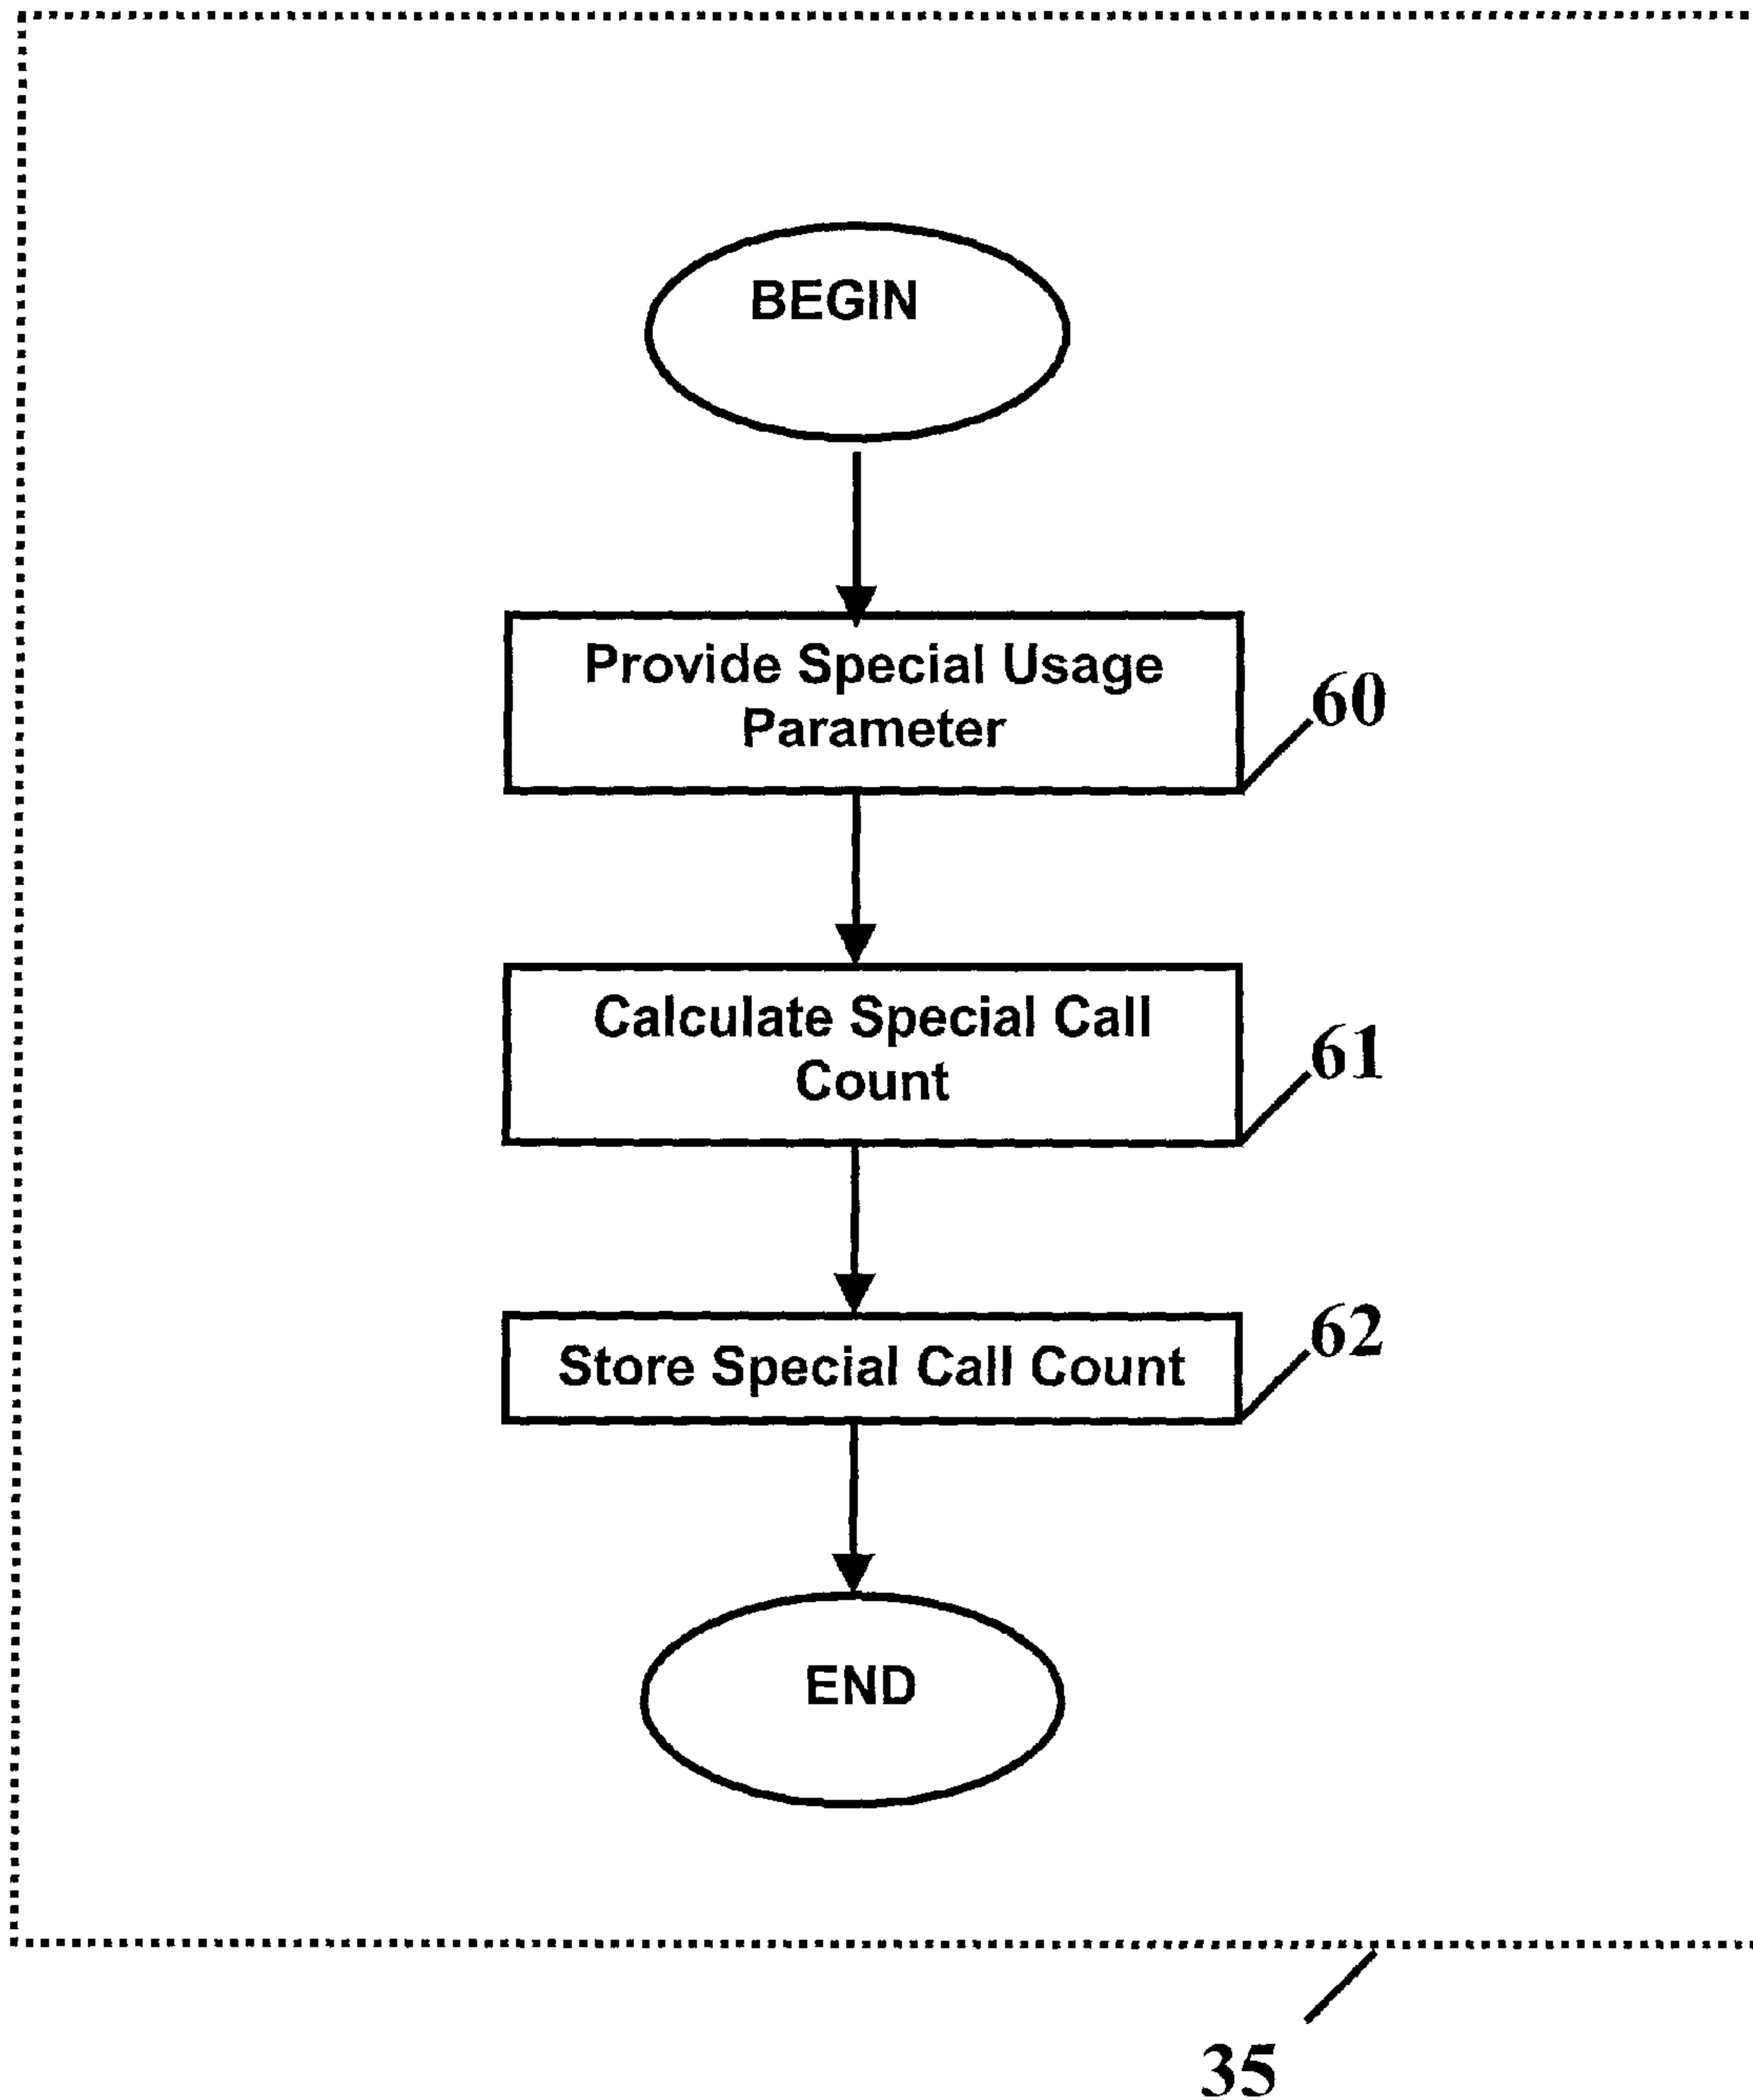 BEGIN
Provide Special Usage
Parameter
60
Calculate Special Call
Count
61
Store Special Call Count
62
END
35